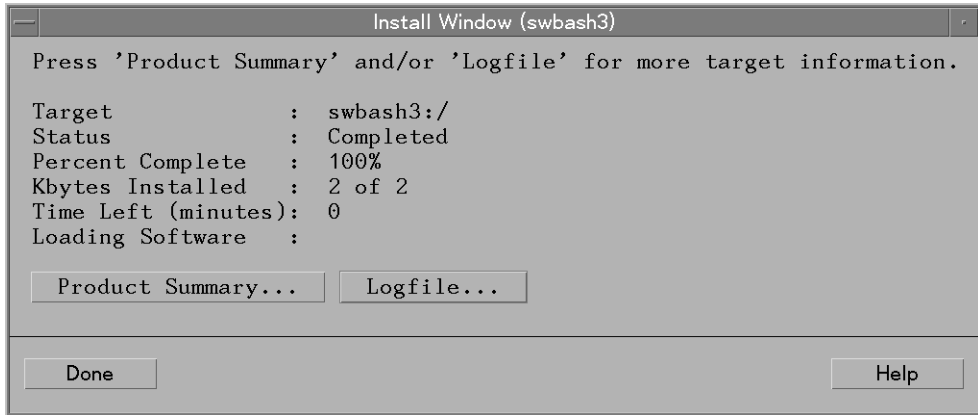 Install Window (swbash3)
Press ’Product Summary’ and/or ’Logfile’ for more target information.
Target : swbash3:/
Status : Completed
Percent Complete : 100%
Kbytes Installed : 2 of 2
Time Left (minutes): 0
Loading Software :
Product Summary... Logfile...
Done Help